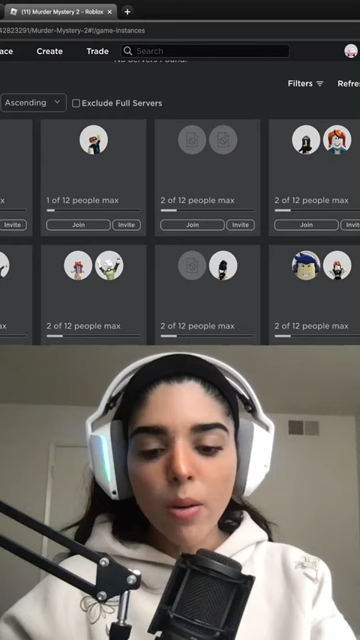 (11) Murder Mystery 2 - Roblox
42823291/Murder-Mystery-2#!/game-instances
Create
Trade
Search
No Servers Found.
Filters
Ascending
Exclude Full Servers
1 of 12 people max
2 of 12 people max
2 of 12 people max
Invite
Join
Invite
Join
Invite
Join
2 of 12 people max
2 of 12 people max
2 of 12 people max